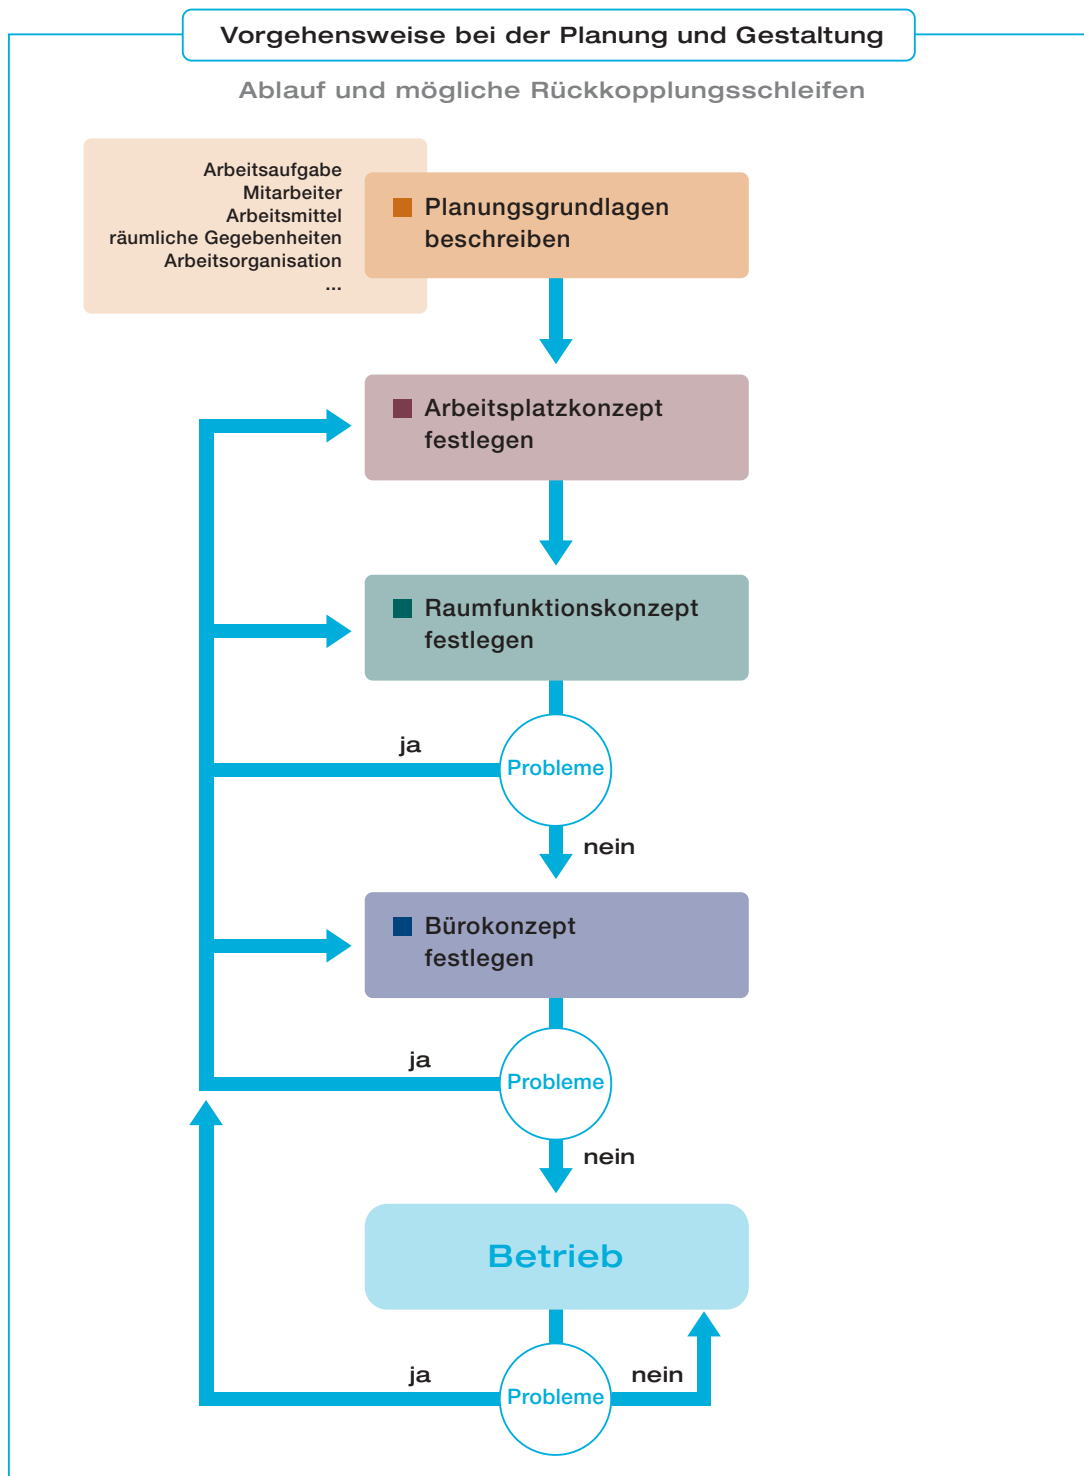 Vorgehensweise bei der Planung und Gestaltung
Ablauf und mögliche Rückkopplungsschleifen
Arbeitsaufgabe
Mitarbeiter
Arbeitsmittel
räumliche Gegebenheiten
Arbeitsorganisation
...
Planungsgrundlagen
beschreiben
Arbeitsplatzkonzept
festlegen
Raumfunktionskonzept
festlegen
ja
Probleme
nein
Bürokonzept
festlegen
ja
Probleme
nein
Betrieb
ja
Probleme
nein